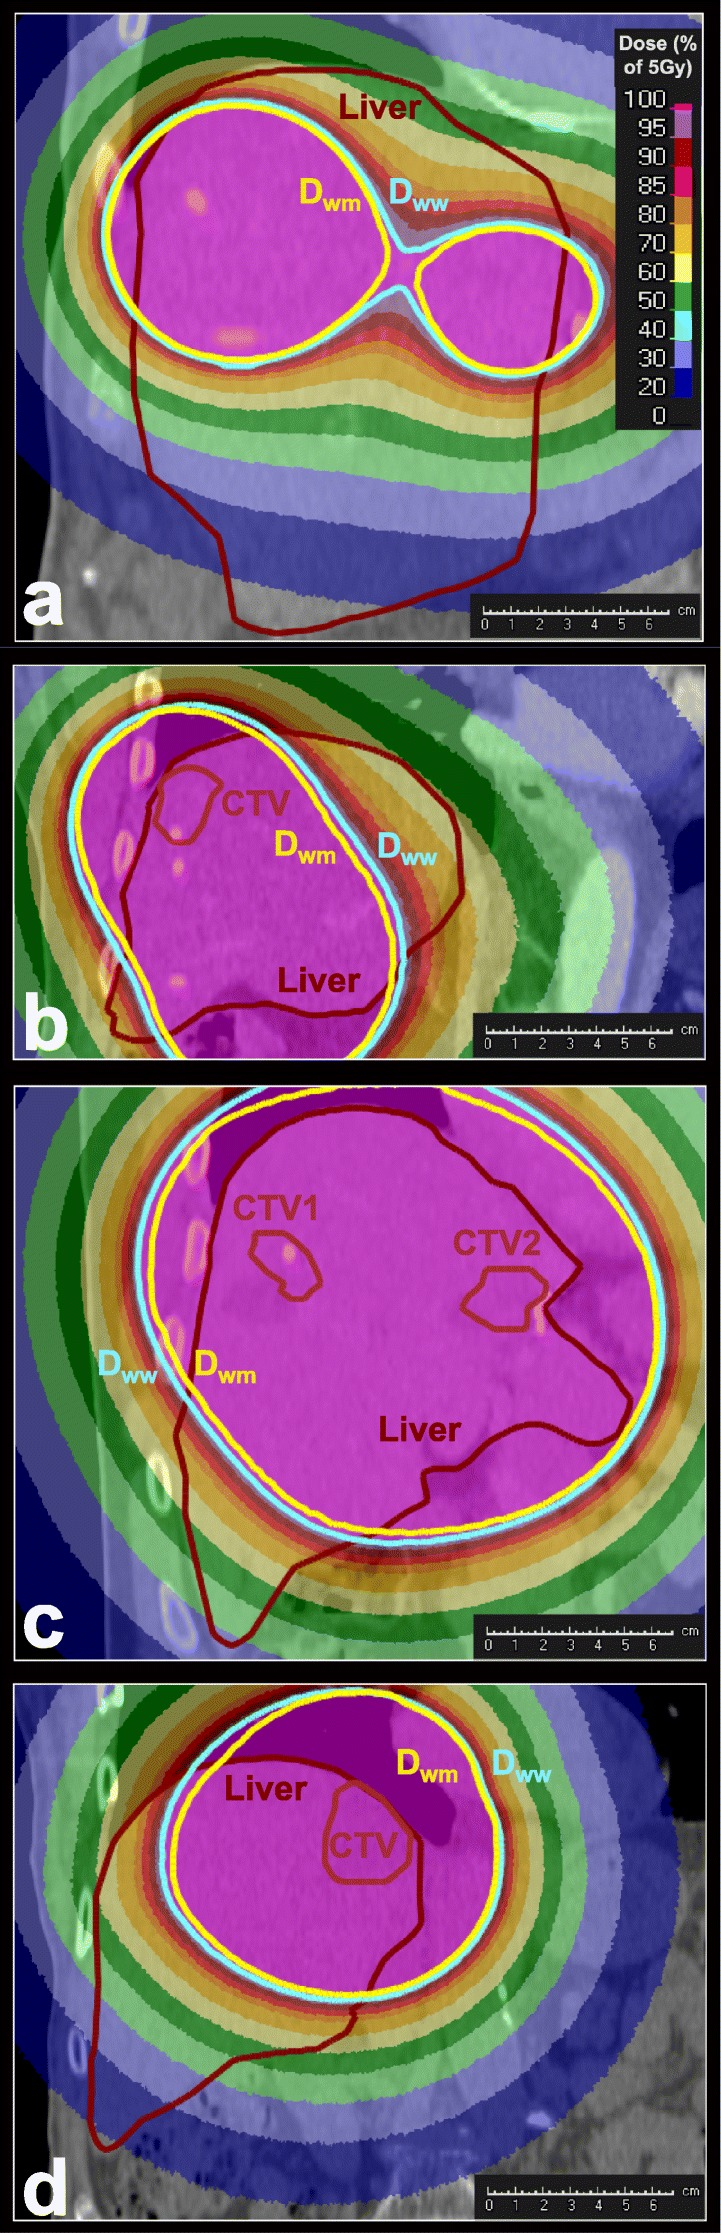 Dose (%
of 5Gy)
100
95
90
85
80
70
60
50
40
30
20
0
Liver
Dwm Dww
a
cm
0 1 2 3 4 5 6
CTV
Dwm Dww
Liver
b
cm
0 1 2 3 4 5 6
CTV1
CTV2
Dww Dwm
Liver
c
cm
0 1 2 3 4 5 6
Dwm Dww
Liver
CTV
d
cm
0 1 2 3 4 5 6